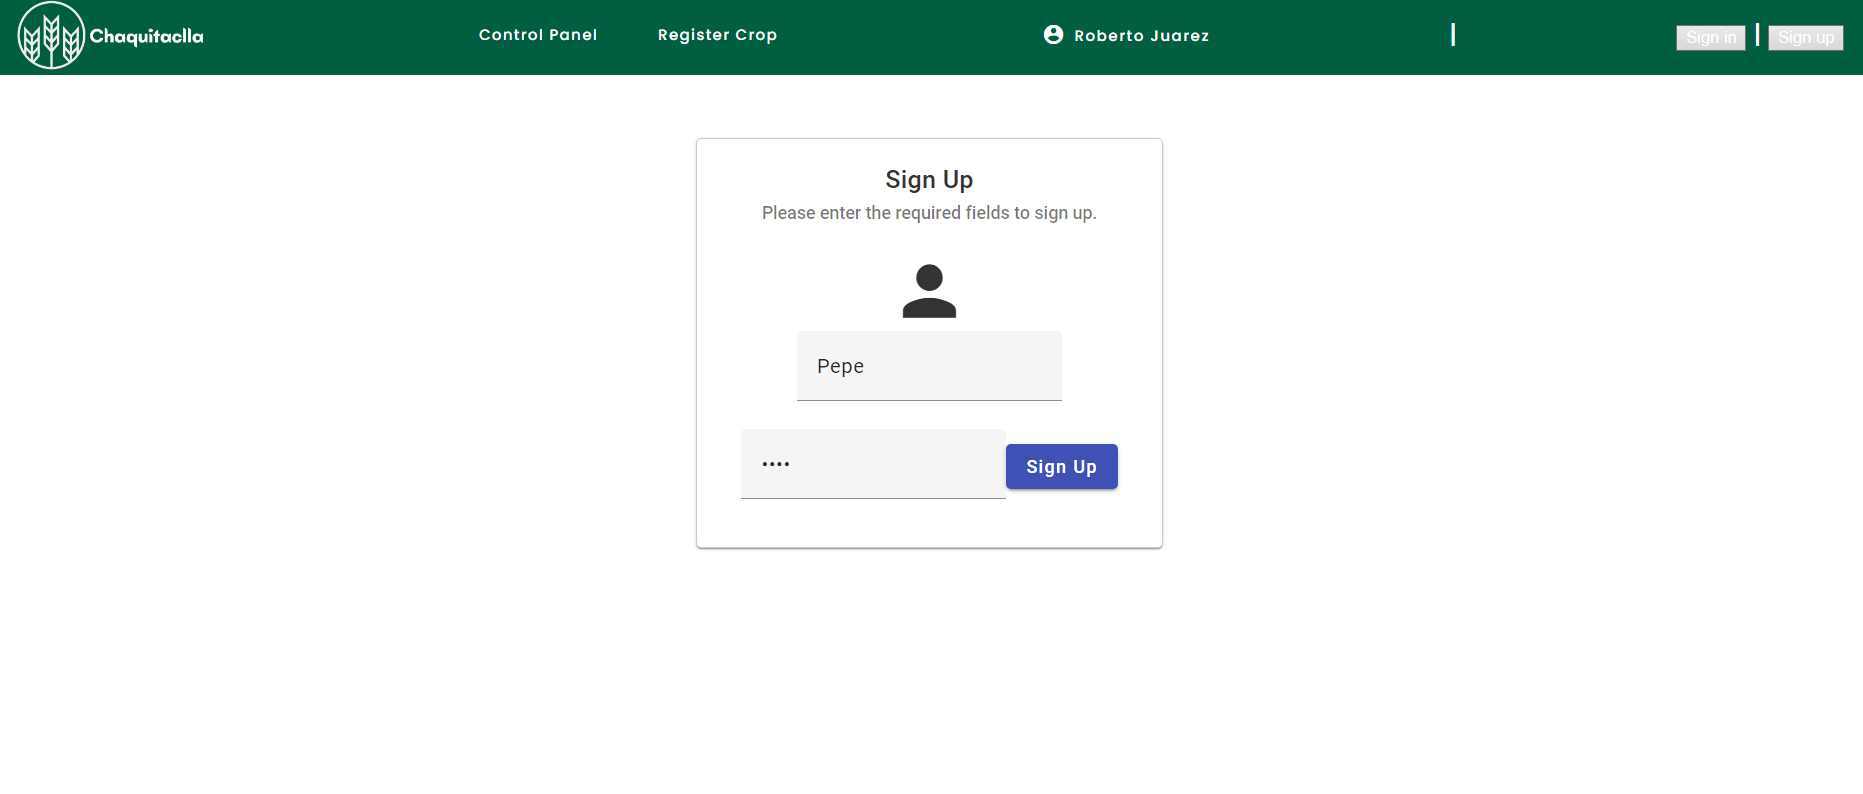 Chaquitaclla
Control Panel
Register Crop
Roberto Juarez
|
Sign in | Sign up
Sign Up
Please enter the required fields to sign up.
Pepe
••••
Sign Up